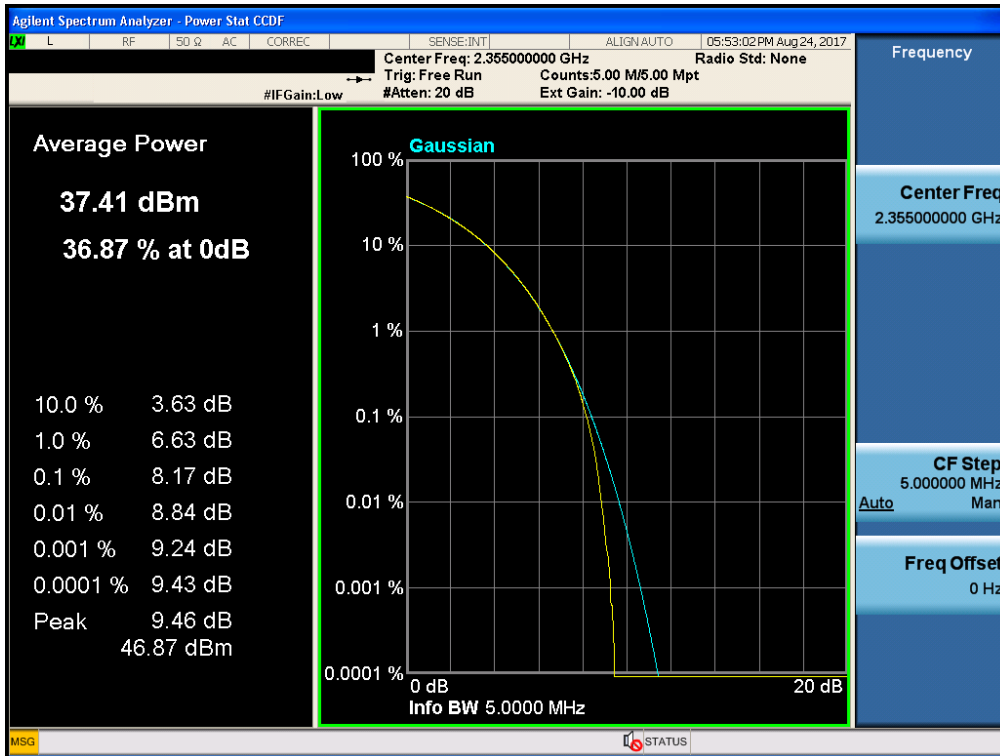 Agilent Spectrum Analyzer - Power Stat CCDF
LXI L RF 50 Ω AC CORREC SENSE:INT ALIGN AUTO 05:53:02 PM Aug 24, 2017
Center Freq: 2.355000000 GHz Radio Std: None
Trig: Free Run Counts:5.00 M/5.00 Mpt
#IFGain:Low #Atten: 20 dB Ext Gain: -10.00 dB
Frequency
Average Power
37.41 dBm
36.87 % at 0dB
10.0 % 3.63 dB
1.0 % 6.63 dB
0.1 % 8.17 dB
0.01 % 8.84 dB
0.001 % 9.24 dB
0.0001 % 9.43 dB
Peak 9.46 dB
46.87 dBm
Gaussian
100 %
10 %
1 %
0.1 %
0.01 %
0.001 %
0.0001 %
0 dB 20 dB
Info BW 5.0000 MHz
Center Freq
2.355000000 GHz
CF Step
5.000000 MHz
Auto Man
Freq Offset
0 Hz
MSG STATUS